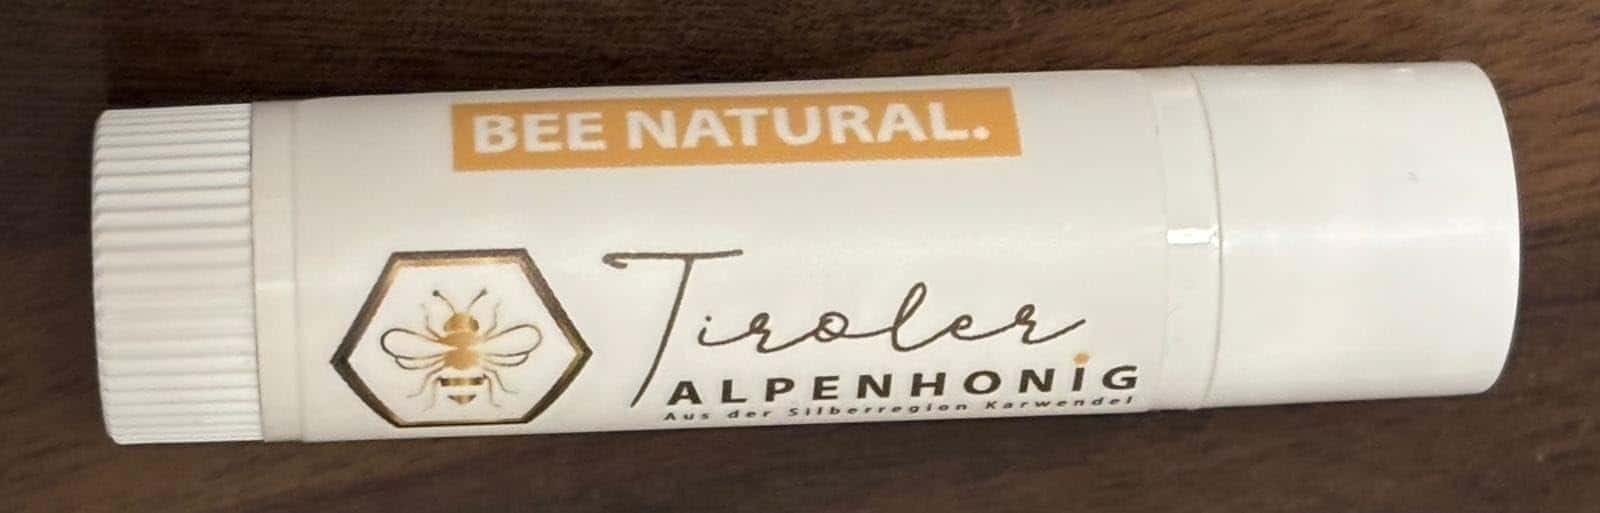 BEE NATURAL.
Tiroler
ALPENHONiG
Aus der Silberregion Karwendel